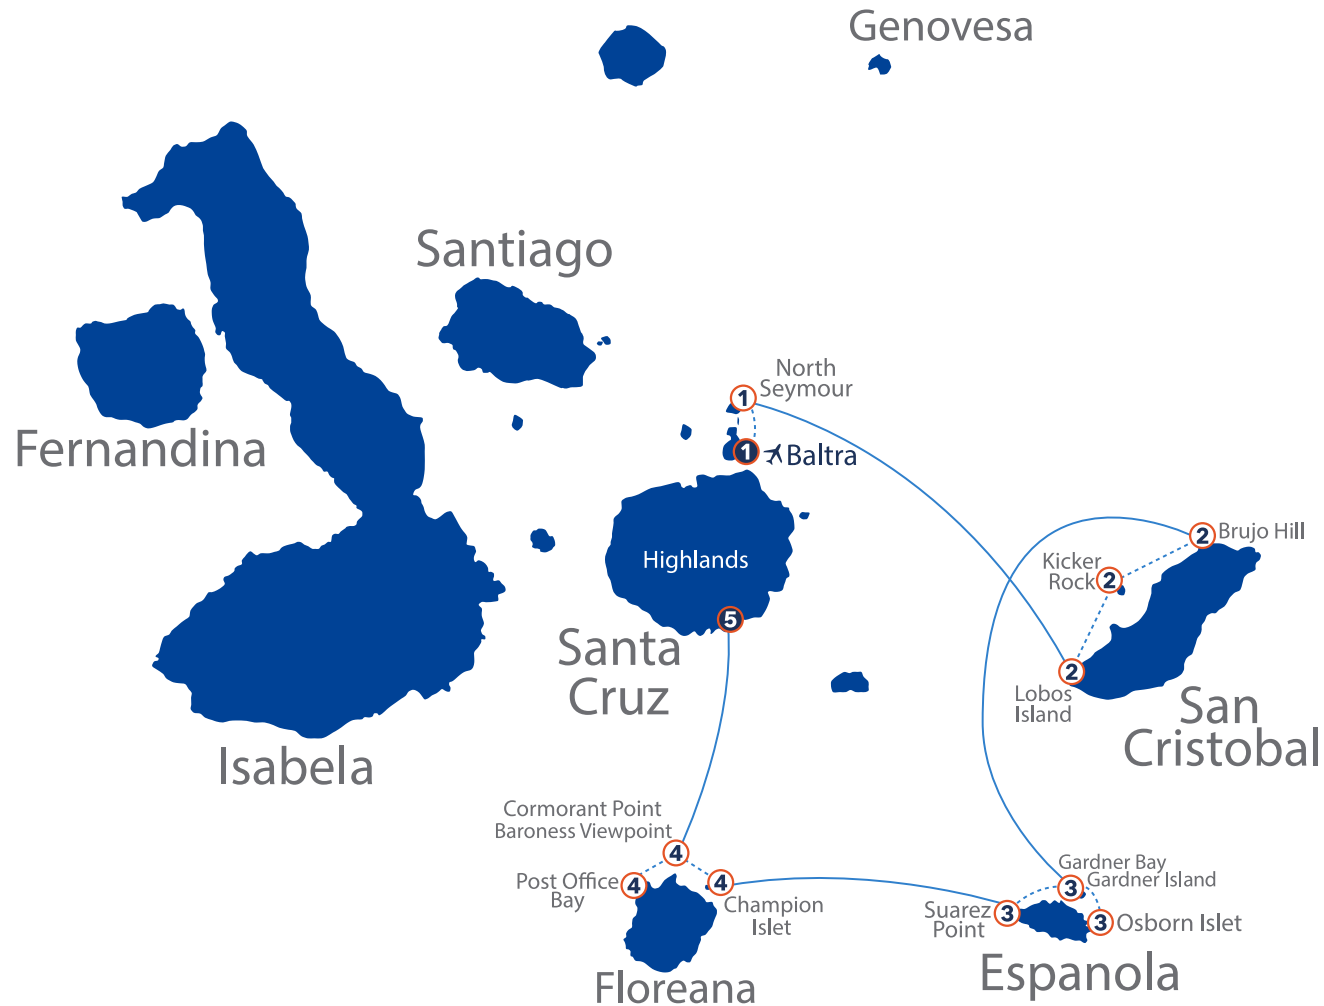 Genovesa
Santiago
North
Seymour
1
Fernandina
1
Baltra
2
Brujo Hill
Highlands
Kicker
Rock
2
5
Santa
Cruz
2
Lobos
Island
San
Cristobal
Isabela
Cormorant Point
Baroness Viewpoint
4
Post Office
Bay
4
4
Champion
Islet
Gardner Bay
Gardner Island
3
Suarez
Point
3
3
Osborn Islet
Espanola
Floreana